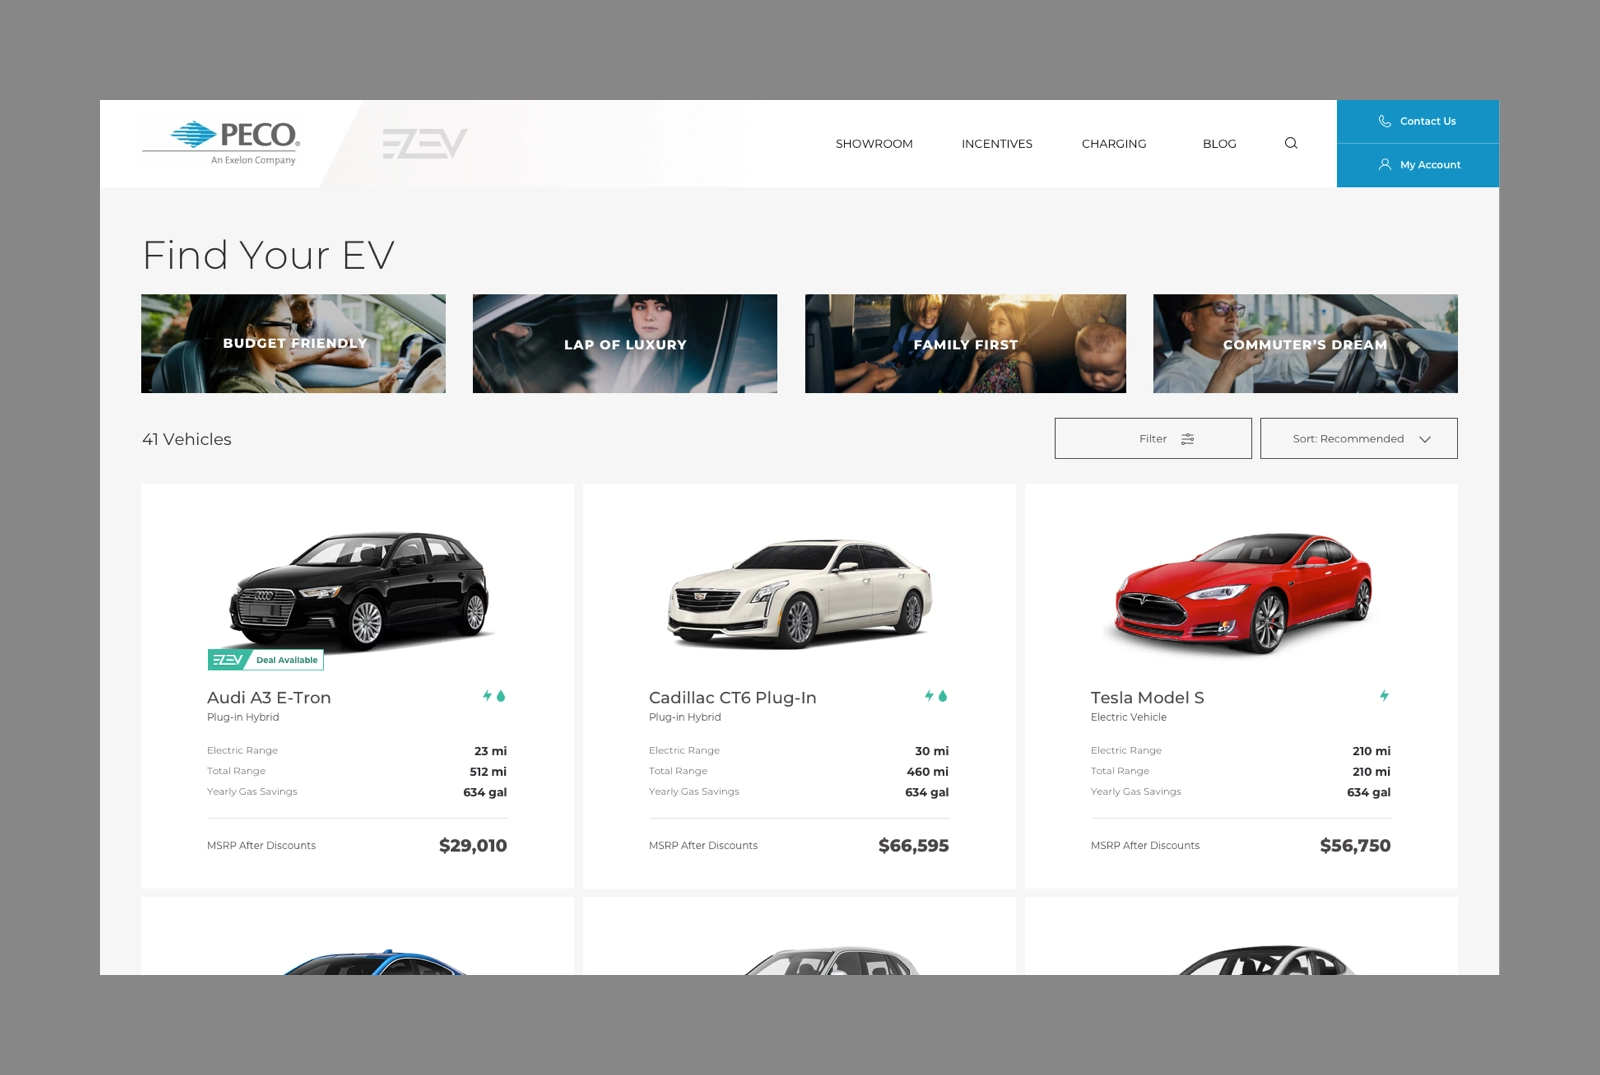 PECO®
An Exelon Company
EZEV
SHOWROOM
INCENTIVES
CHARGING
BLOG
Contact Us
My Account
Find Your EV
BUDGET FRIENDLY
LAP OF LUXURY
FAMILY FIRST
COMMUTER'S DREAM
41 Vehicles
Filter
Sort: Recommended
EZEV Deal Available
Audi A3 E-Tron
Plug-in Hybrid
Electric Range 23 mi
Total Range 512 mi
Yearly Gas Savings 634 gal
MSRP After Discounts $29,010
Cadillac CT6 Plug-In
Plug-in Hybrid
Electric Range 30 mi
Total Range 460 mi
Yearly Gas Savings 634 gal
MSRP After Discounts $66,595
Tesla Model S
Electric Vehicle
Electric Range 210 mi
Total Range 210 mi
Yearly Gas Savings 634 gal
MSRP After Discounts $56,750